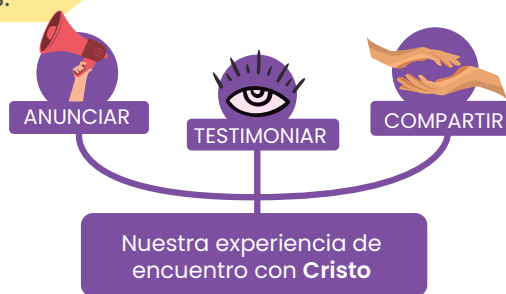 ANUNCIAR
TESTIMONIAR
COMPARTIR
Nuestra experiencia de
encuentro con Cristo